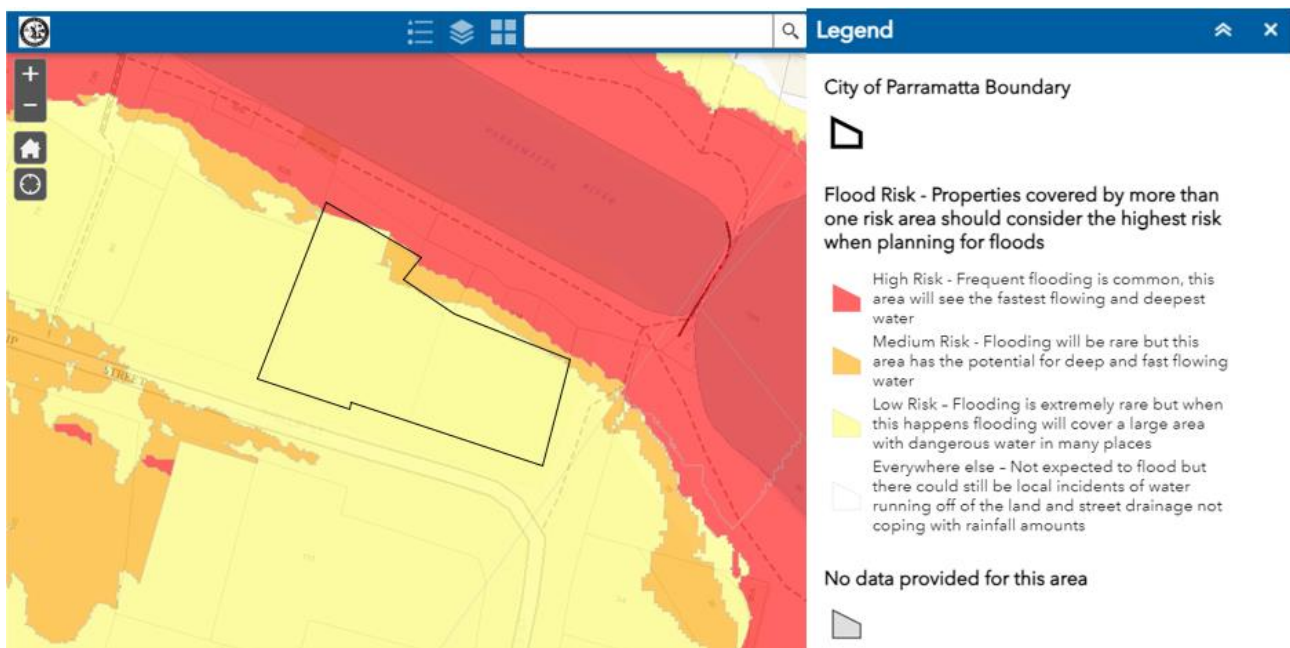 Legend
City of Parramatta Boundary
Flood Risk - Properties covered by more than
one risk area should consider the highest risk
when planning for floods
High Risk - Frequent flooding is common, this
area will see the fastest flowing and deepest
water
Medium Risk - Flooding will be rare but this
area has the potential for deep and fast flowing
water
Low Risk – Flooding is extremely rare but when
this happens flooding will cover a large area
with dangerous water in many places
Everywhere else – Not expected to flood but
there could still be local incidents of water
running off of the land and street drainage not
coping with rainfall amounts
No data provided for this area
PARRAMATTA RIVER
STREET